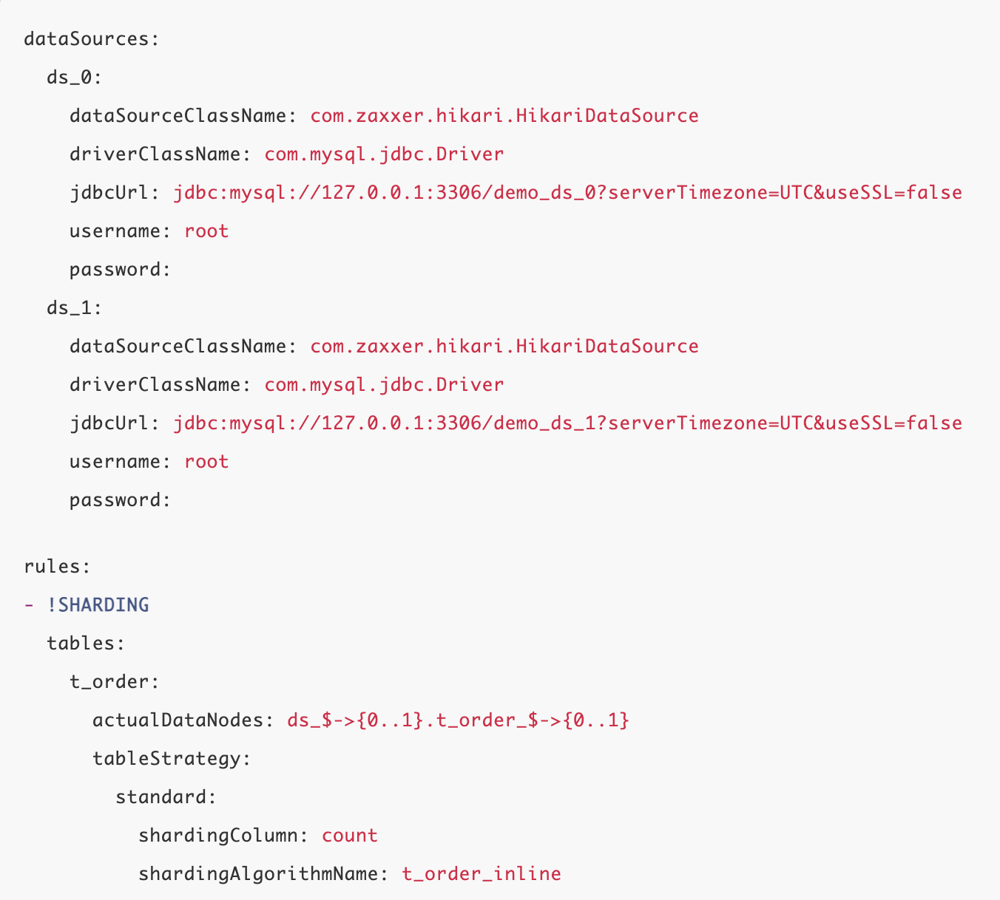 dataSources:
  ds_0:
    dataSourceClassName: com.zaxxer.hikari.HikariDataSource
    driverClassName: com.mysql.jdbc.Driver
    jdbcUrl: jdbc:mysql://127.0.0.1:3306/demo_ds_0?serverTimezone=UTC&useSSL=false
    username: root
    password:
  ds_1:
    dataSourceClassName: com.zaxxer.hikari.HikariDataSource
    driverClassName: com.mysql.jdbc.Driver
    jdbcUrl: jdbc:mysql://127.0.0.1:3306/demo_ds_1?serverTimezone=UTC&useSSL=false
    username: root
    password:

rules:
- !SHARDING
  tables:
    t_order:
      actualDataNodes: ds_$->{0..1}.t_order_$->{0..1}
      tableStrategy:
        standard:
          shardingColumn: count
          shardingAlgorithmName: t_order_inline